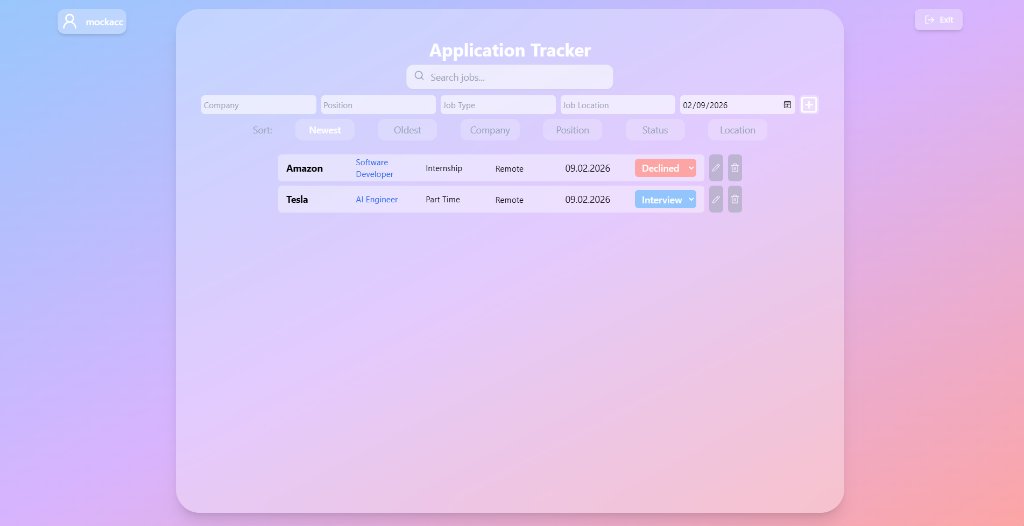 mockacc
Exit
Application Tracker
Search jobs...
Company Position Job Type Job Location 02/09/2026
Sort: Newest Oldest Company Position Status Location
Amazon Software Developer Internship Remote 09.02.2026 Declined
Tesla AI Engineer Part Time Remote 09.02.2026 Interview